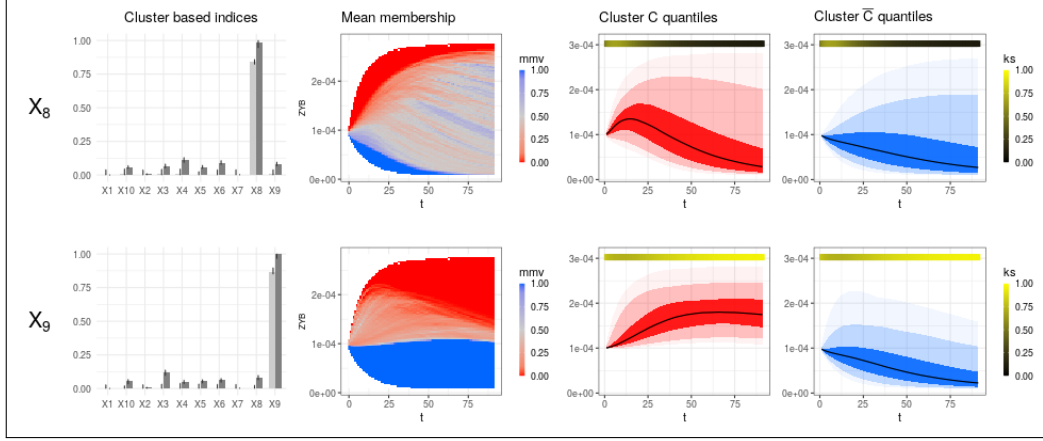 Cluster based indices
Mean membership
Cluster C quantiles
Cluster C̅ quantiles
X8
1.00
0.75
0.50
0.25
0.00
X1 X10 X2 X3 X4 X5 X6 X7 X8 X9
ZYB
2e-04
1e-04
0e+00
0 25 50 75
t
mmv
1.00
0.75
0.50
0.25
0.00
3e-04
2e-04
1e-04
0e+00
0 25 50 75
t
3e-04
2e-04
1e-04
0e+00
0 25 50 75
t
ks
1.00
0.75
0.50
0.25
0.00
X9
1.00
0.75
0.50
0.25
0.00
X1 X10 X2 X3 X4 X5 X6 X7 X8 X9
ZYB
2e-04
1e-04
0e+00
0 25 50 75
t
mmv
1.00
0.75
0.50
0.25
0.00
3e-04
2e-04
1e-04
0e+00
0 25 50 75
t
3e-04
2e-04
1e-04
0e+00
0 25 50 75
t
ks
1.00
0.75
0.50
0.25
0.00